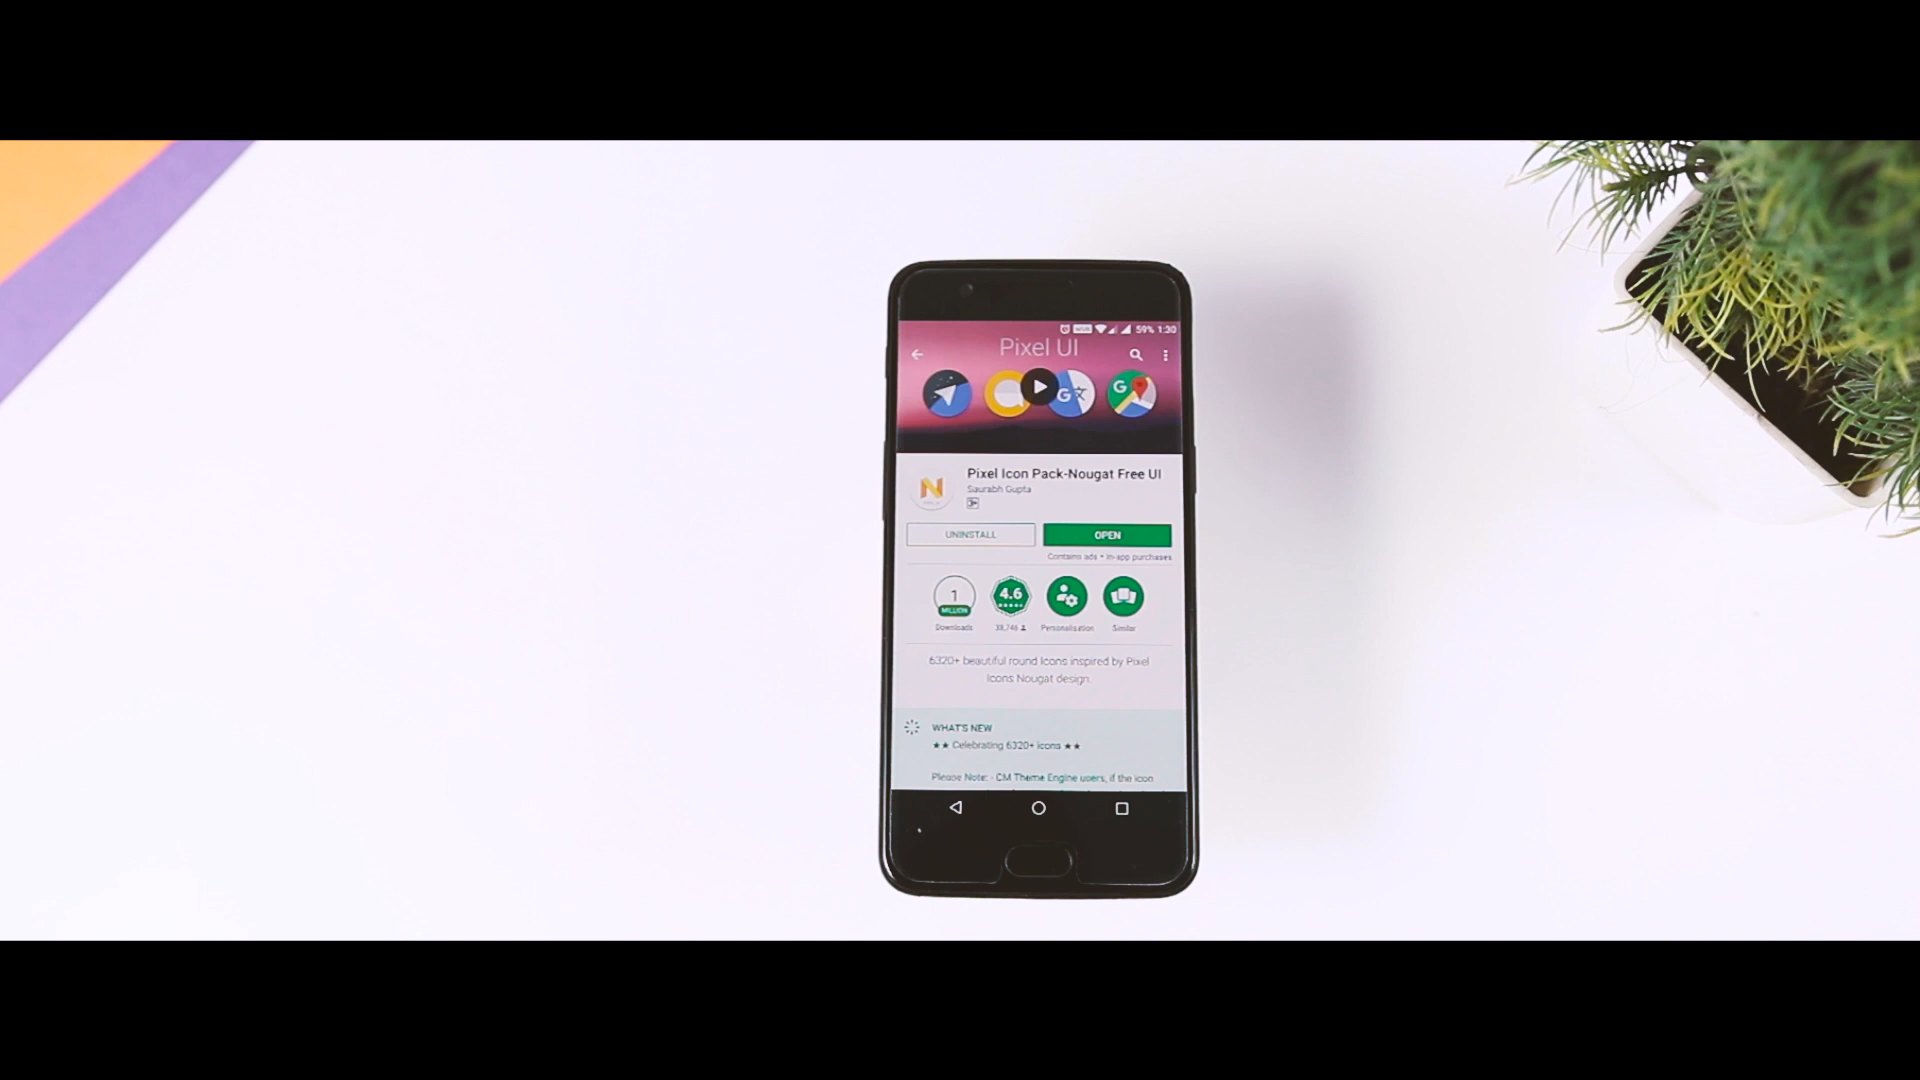 59% 1:30
Pixel UI
Pixel Icon Pack-Nougat Free UI
Saurabh Gupta
3+
UNINSTALL
OPEN
Contains ads • In-app purchases
1
MILLION
4.6
Downloads
Personalisation
Similar
6320+ beautiful round Icons inspired by Pixel
Icons Nougat design.
WHAT'S NEW
★★ Celebrating 6320+ icons ★★
Please Note: - CM Theme Engine users, if the icon